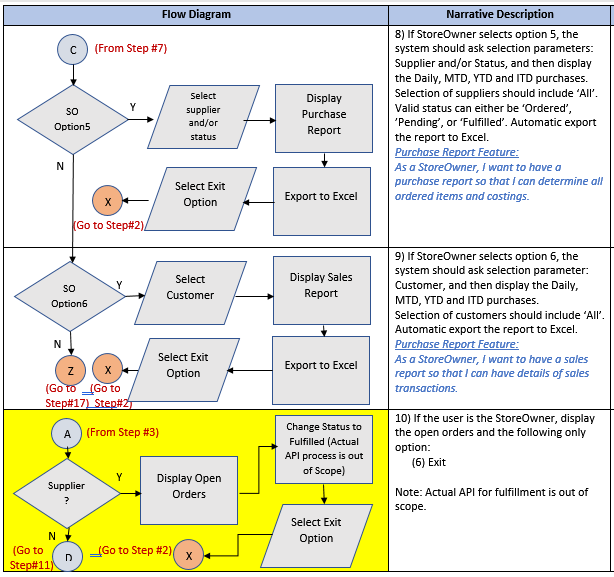 Flow Diagram
Narrative Description
C
(From Step #7)
SO
Option5
Y
N
Select
supplier
and/or
status
Display
Purchase
Report
Select Exit
Option
Export to Excel
X
(Go to Step#2)
8) If StoreOwner selects option 5, the
system should ask selection parameters:
Supplier and/or Status, and then display
the Daily, MTD, YTD and ITD purchases.
Selection of suppliers should include ‘All’.
Valid status can either be ‘Ordered’,
’Pending’, or ‘Fulfilled’. Automatic export
the report to Excel.
Purchase Report Feature:
As a StoreOwner, I want to have a
purchase report so that I can determine all
ordered items and costings.
SO
Option6
Y
N
Select
Customer
Display Sales
Report
Select Exit
Option
Export to Excel
Z
X
(Go to
Step#17)
(Go to
Step#2)
9) If StoreOwner selects option 6, the
system should ask selection parameter:
Customer, and then display the Daily,
MTD, YTD and ITD purchases.
Selection of customers should include ‘All’.
Automatic export the report to Excel.
Purchase Report Feature:
As a StoreOwner, I want to have a sales
report so that I can have details of sales
transactions.
A
(From Step #3)
Supplier
?
Y
N
Display Open
Orders
Change Status to
Fulfilled (Actual
API process is out
of Scope)
Select Exit
Option
(Go to
Step#11)
D
(Go to Step #2)
X
10) If the user is the StoreOwner, display
the open orders and the following only
option:
(6) Exit
Note: Actual API for fulfillment is out of
scope.